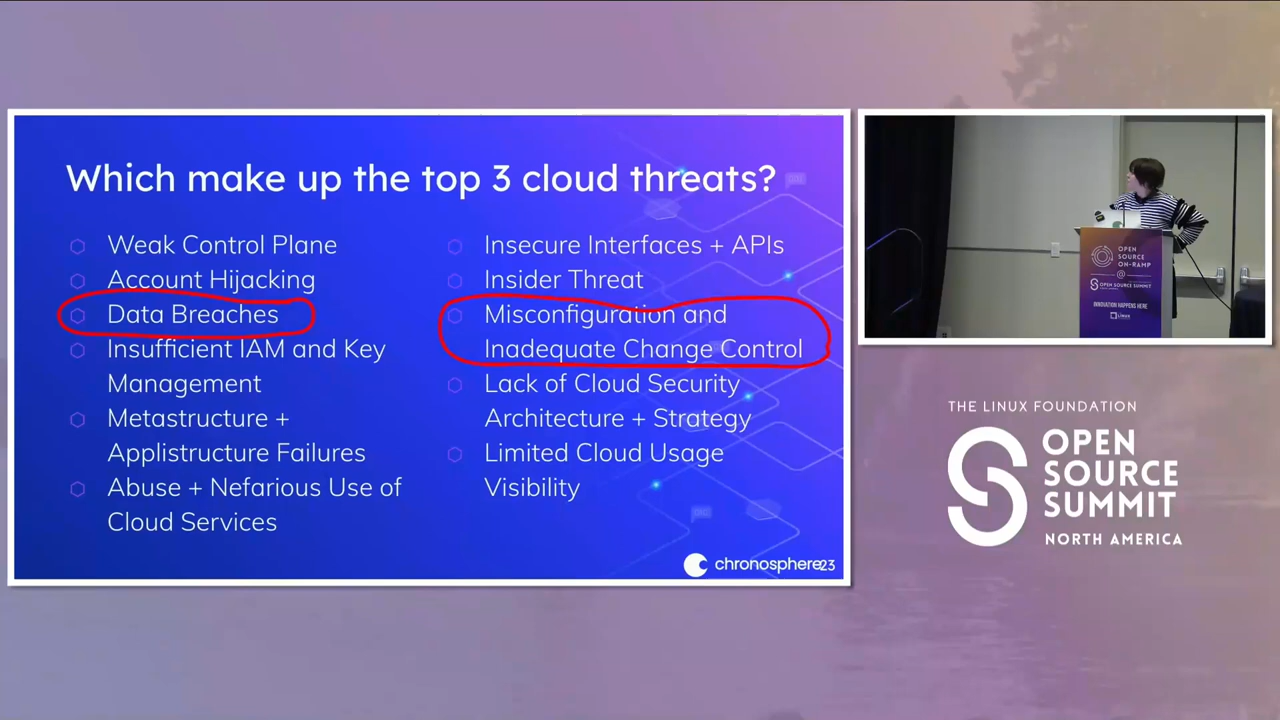 Which make up the top 3 cloud threats?
Weak Control Plane
Account Hijacking
Data Breaches
Insufficient IAM and Key
Management
Metastructure +
Applistructure Failures
Abuse + Nefarious Use of
Cloud Services
Insecure Interfaces + APIs
Insider Threat
Misconfiguration and
Inadequate Change Control
Lack of Cloud Security
Architecture + Strategy
Limited Cloud Usage
Visibility
chronosphere23
OPEN
SOURCE
ON-RAMP
@
OPEN SOURCE SUMMIT
INNOVATION HAPPENS HERE
LINUX
THE LINUX FOUNDATION
OPEN
SOURCE
SUMMIT
NORTH AMERICA